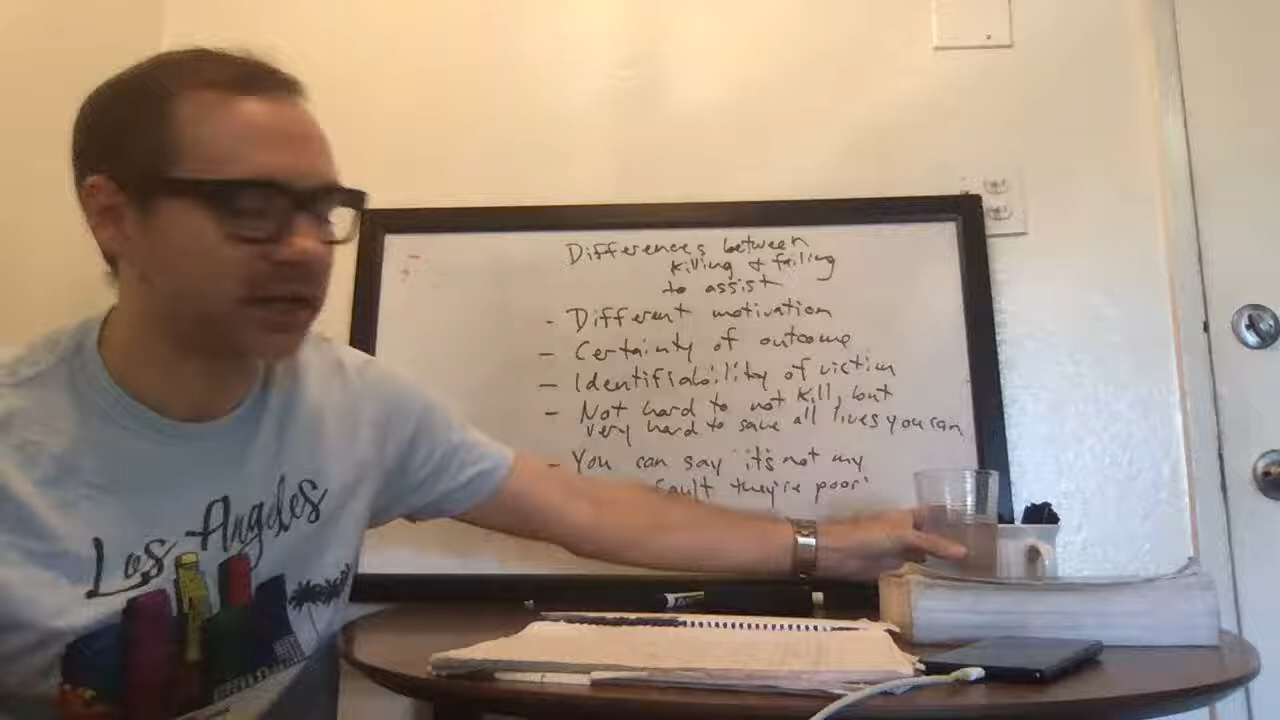 Differences between
killing & failing
to assist
- Different motivation
- Certainty of outcome
- Identifiability of victim
- Not hard to not kill, but
very hard to save all lives you can
- You can say 'it's not my
fault they're poor'
Los Angeles